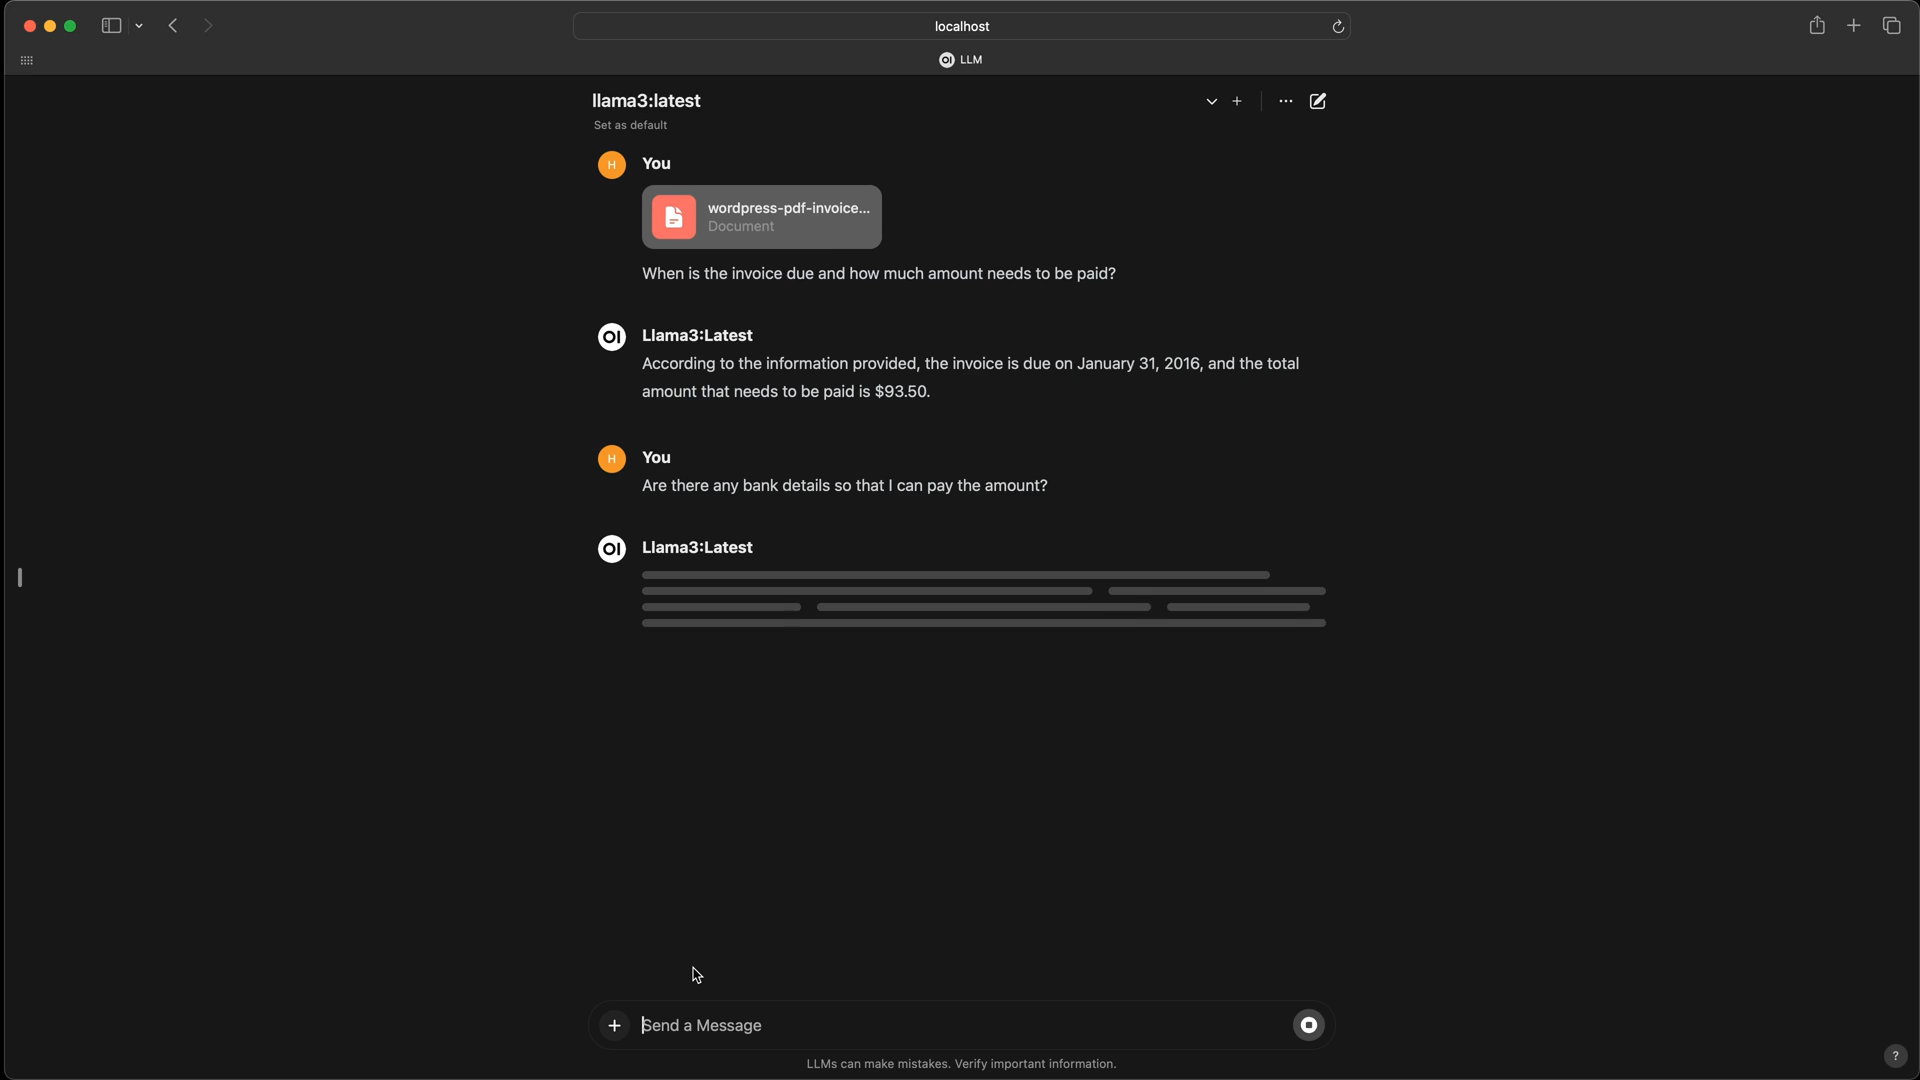 localhost
OI LLM
llama3:latest
Set as default
H You
wordpress-pdf-invoice...
Document
When is the invoice due and how much amount needs to be paid?
OI Llama3:Latest
According to the information provided, the invoice is due on January 31, 2016, and the total
amount that needs to be paid is $93.50.
H You
Are there any bank details so that I can pay the amount?
OI Llama3:Latest
Send a Message
LLMs can make mistakes. Verify important information.
?